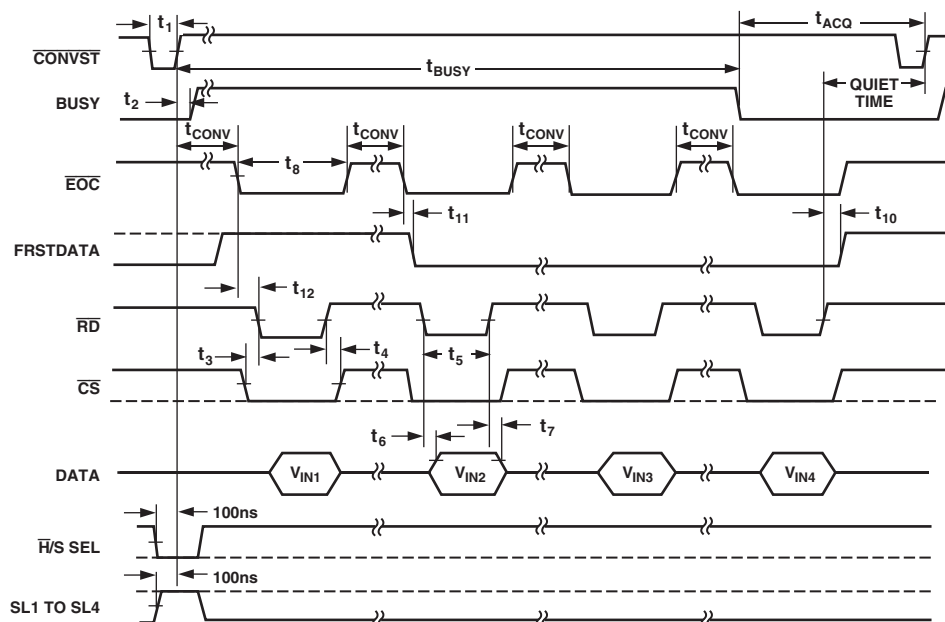 t1
tACQ
CONVST
tBUSY
t2
QUIET
TIME
BUSY
tCONV
tCONV
tCONV
tCONV
t8
EOC
t11
t10
FRSTDATA
t12
RD
t3
t4
t5
CS
t6
t7
DATA
VIN1
VIN2
VIN3
VIN4
100ns
H/S SEL
100ns
SL1 TO SL4